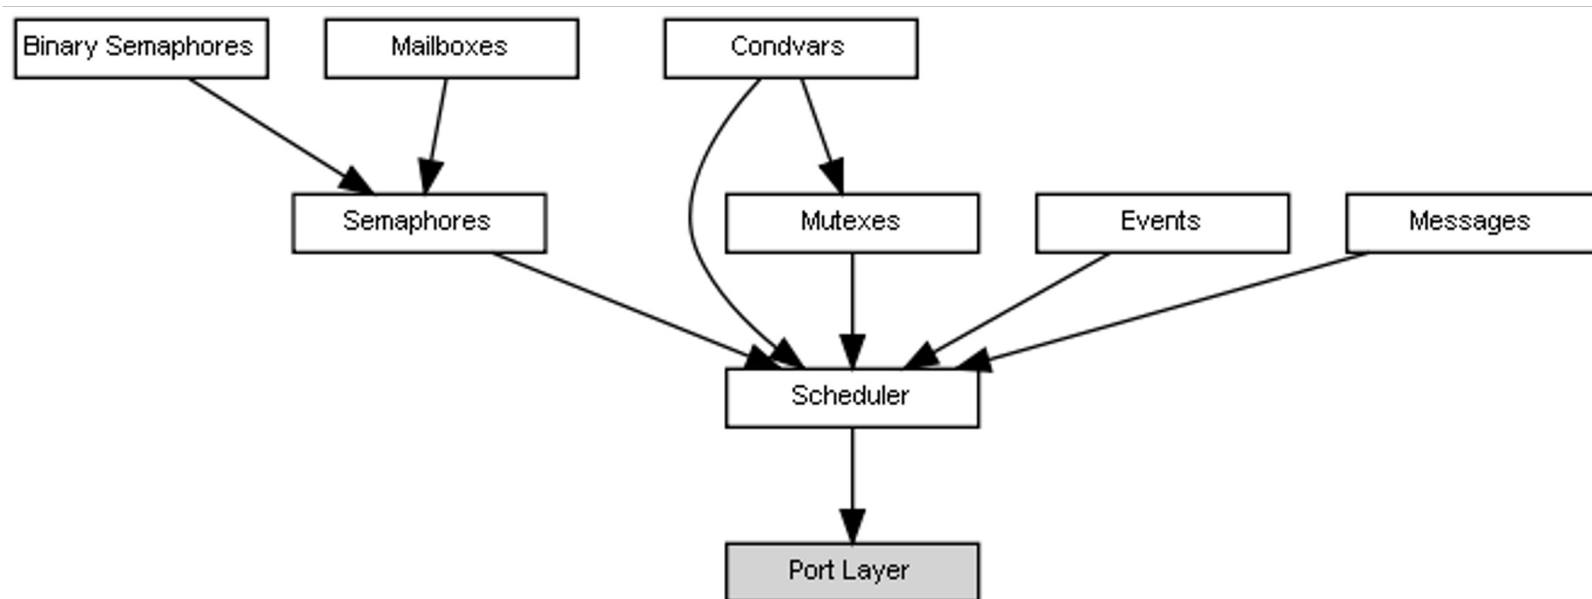 Binary Semaphores
Mailboxes
Condvars
Semaphores
Mutexes
Events
Messages
Scheduler
Port Layer